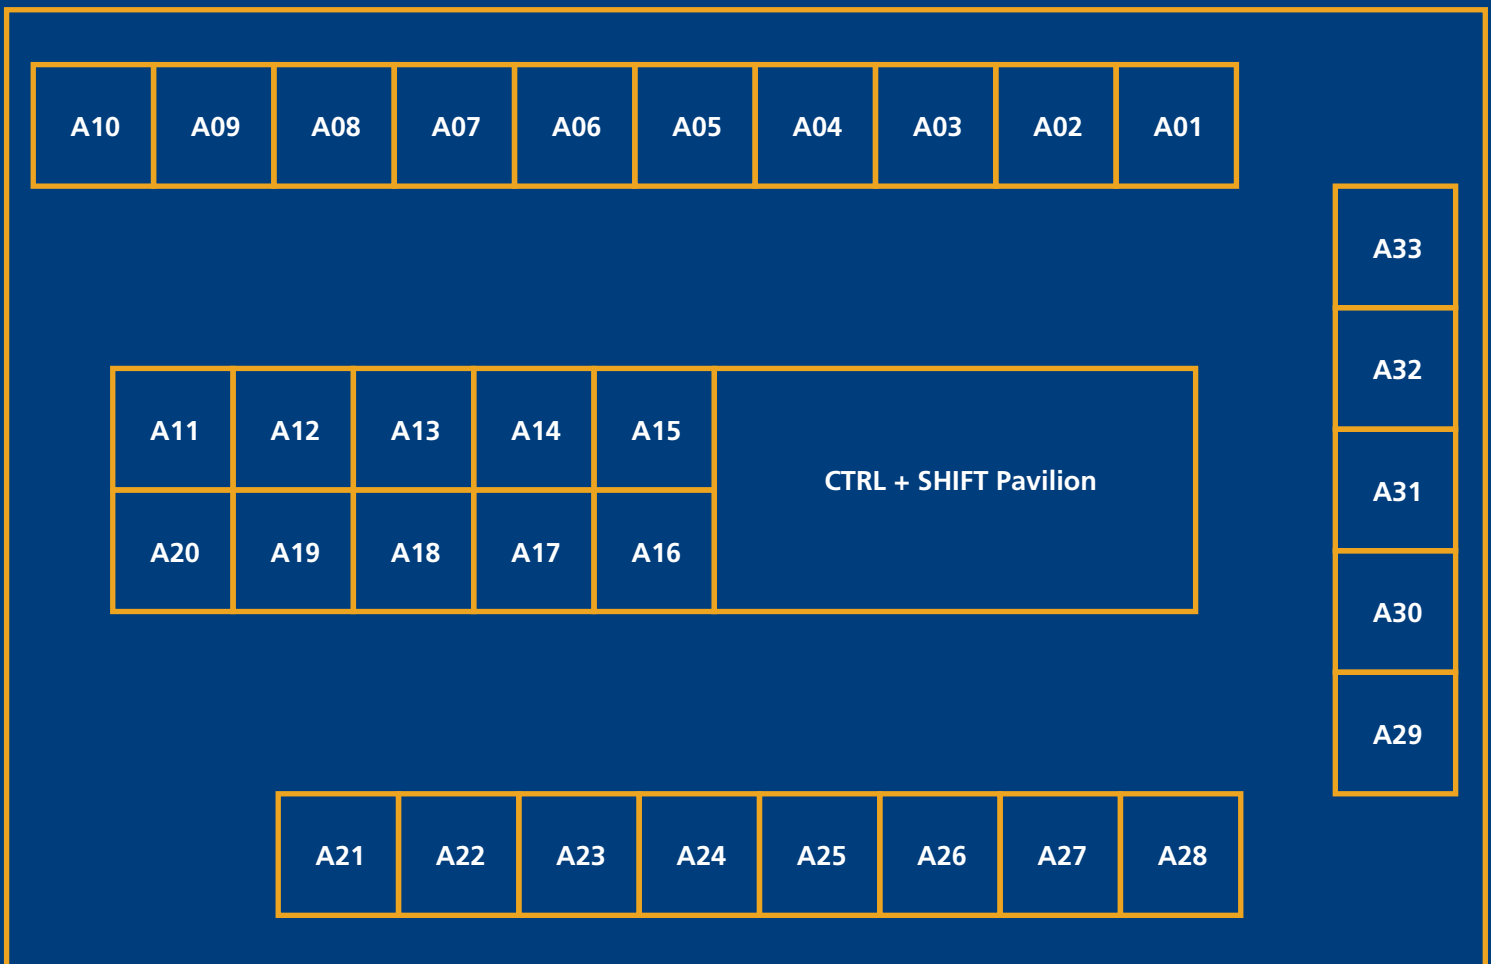 A10 A09 A08 A07 A06 A05 A04 A03 A02 A01
A33
A32
A11 A12 A13 A14 A15
CTRL + SHIFT Pavilion
A31
A20 A19 A18 A17 A16
A30
A29
A21 A22 A23 A24 A25 A26 A27 A28